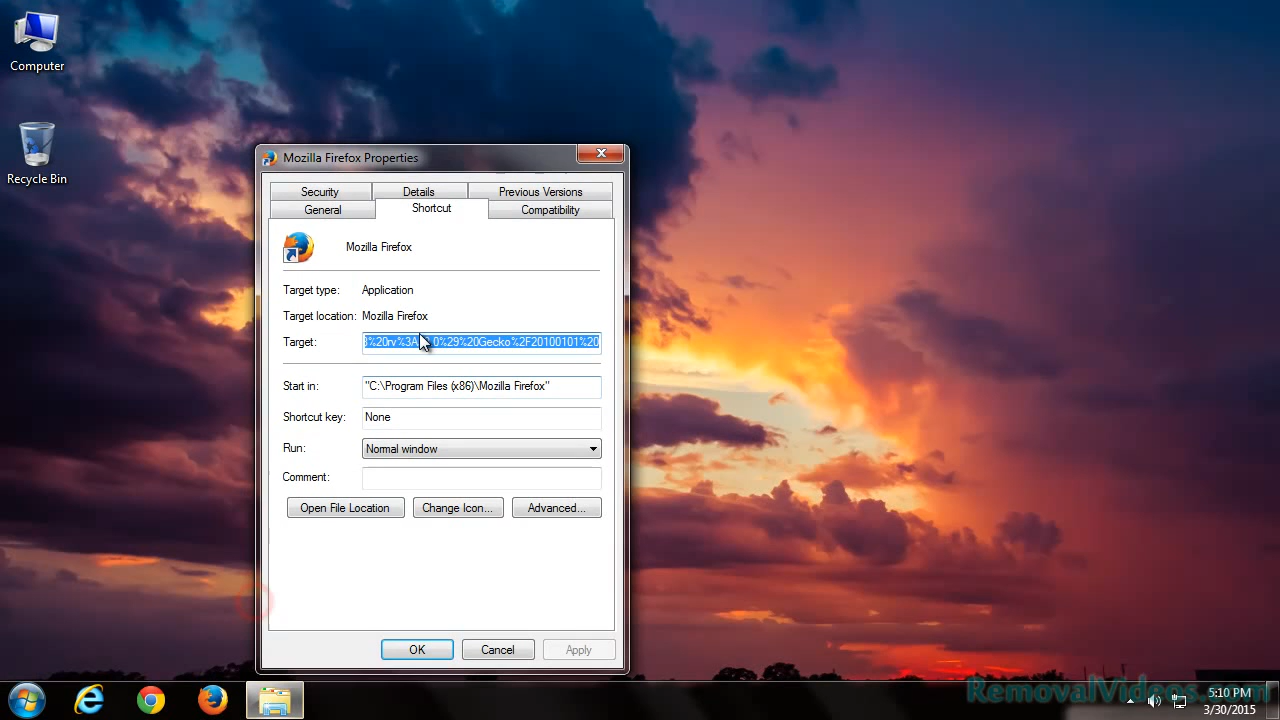 Computer
Recycle Bin
Mozilla Firefox Properties
Security Details Previous Versions
General Shortcut Compatibility
Mozilla Firefox
Target type: Application
Target location: Mozilla Firefox
Target: %20rv%3A 0%29%20Gecko%2F20100101%20
Start in: "C:\Program Files (x86)\Mozilla Firefox"
Shortcut key: None
Run: Normal window
Comment:
Open File Location Change Icon... Advanced...
OK Cancel Apply
RemovalVideos.com
5:10 PM
3/30/2015